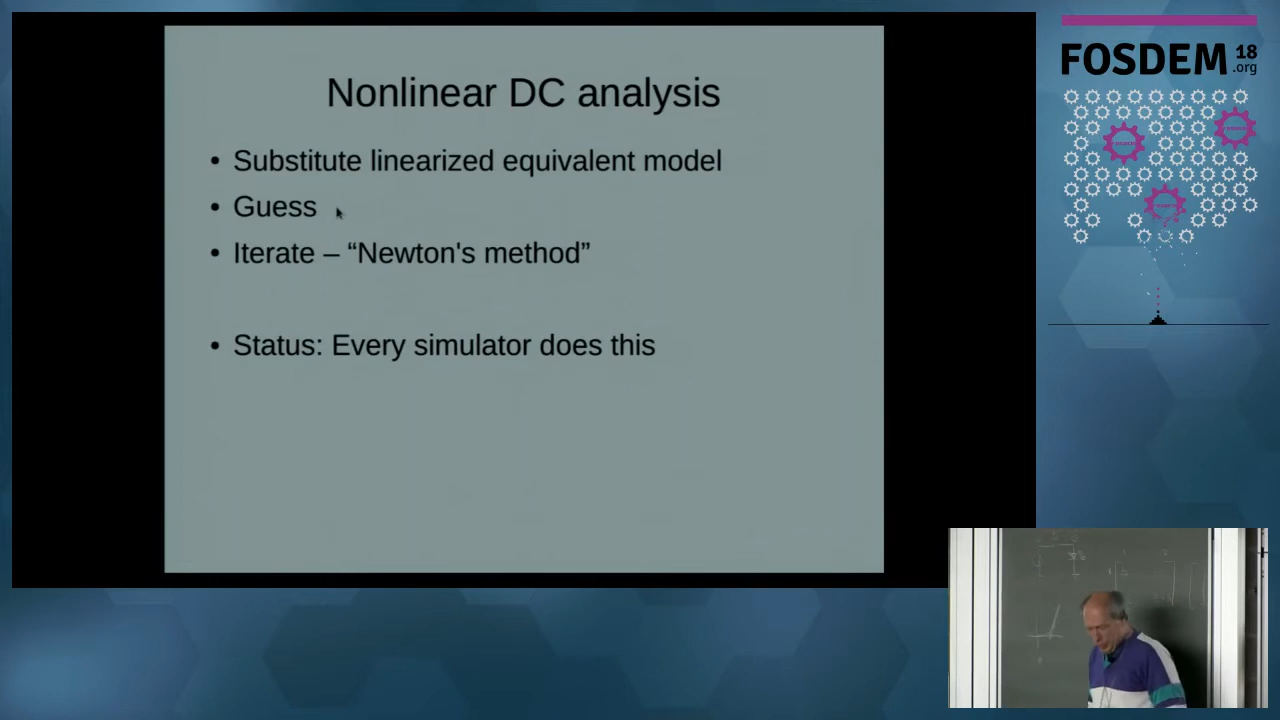 Nonlinear DC analysis
• Substitute linearized equivalent model
• Guess
• Iterate – “Newton's method”
• Status: Every simulator does this
FOSDEM 18
.org